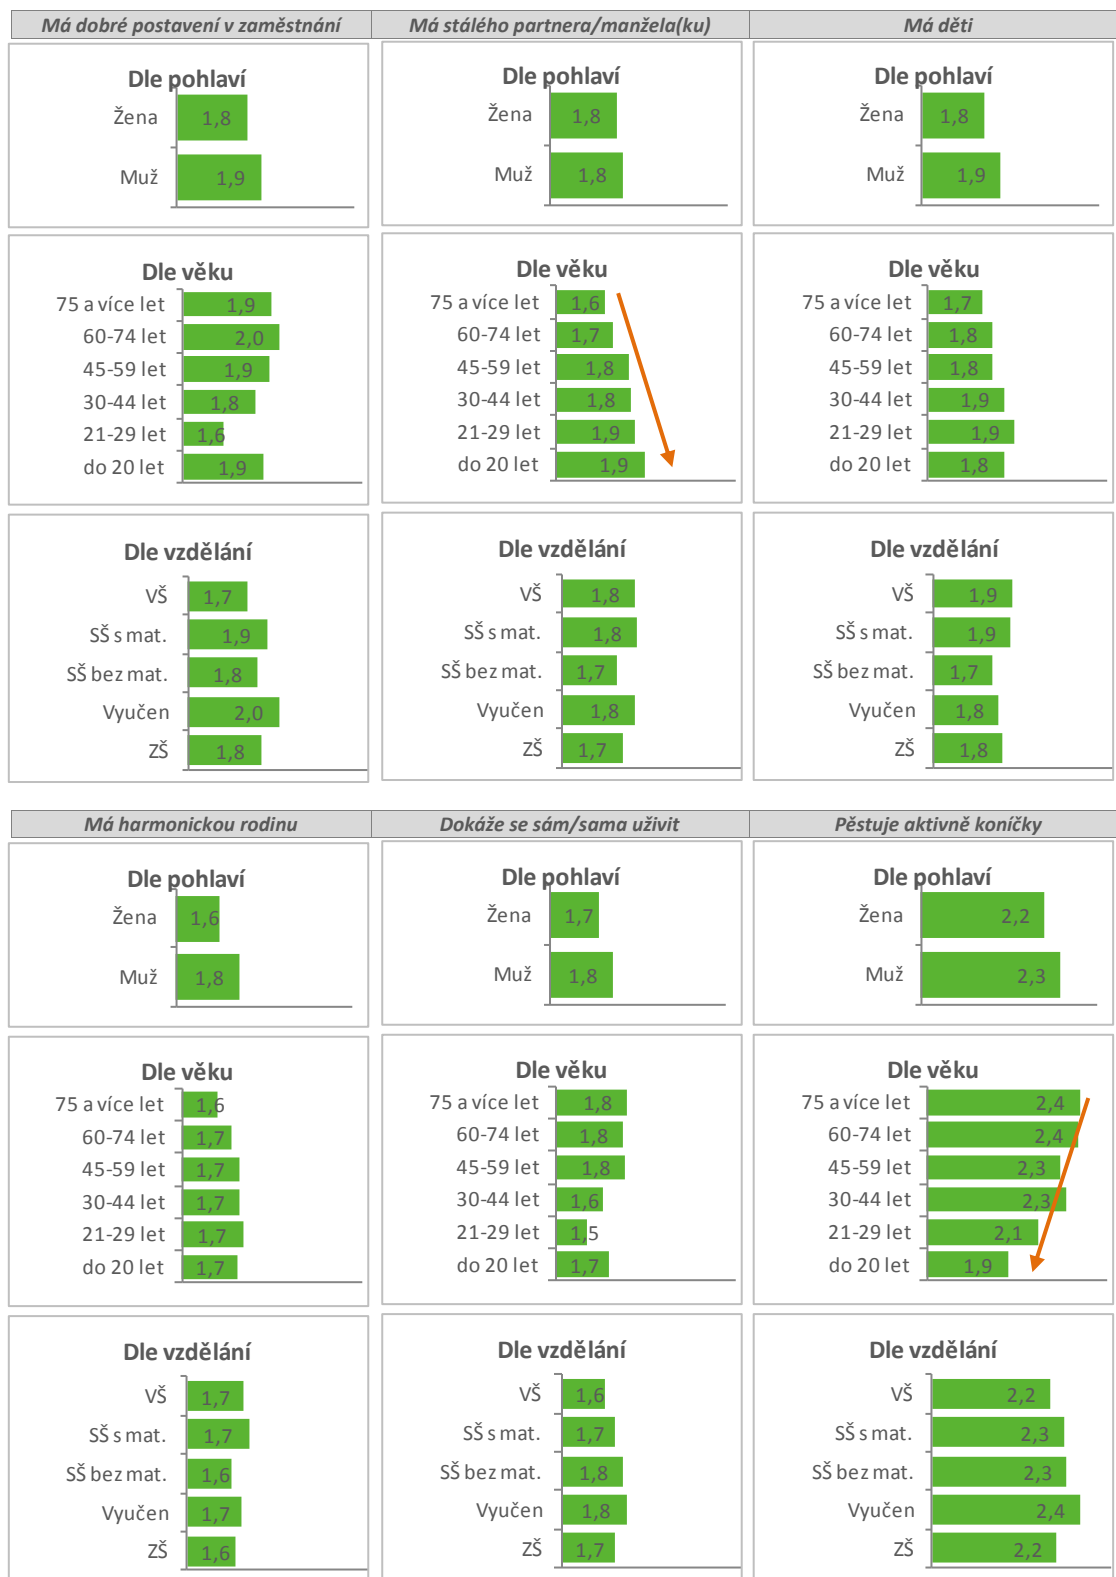 Má dobré postavení v zaměstnání
Má stálého partnera/manžela(ku)
Má děti
Dle pohlaví
Žena 1,8
Muž 1,9
Dle pohlaví
Žena 1,8
Muž 1,8
Dle pohlaví
Žena 1,8
Muž 1,9
Dle věku
75 a více let 1,9
60-74 let 2,0
45-59 let 1,9
30-44 let 1,8
21-29 let 1,6
do 20 let 1,9
Dle věku
75 a více let 1,6
60-74 let 1,7
45-59 let 1,8
30-44 let 1,8
21-29 let 1,9
do 20 let 1,9
Dle věku
75 a více let 1,7
60-74 let 1,8
45-59 let 1,8
30-44 let 1,9
21-29 let 1,9
do 20 let 1,8
Dle vzdělání
VŠ 1,7
SŠ s mat. 1,9
SŠ bez mat. 1,8
Vyučen 2,0
ZŠ 1,8
Dle vzdělání
VŠ 1,8
SŠ s mat. 1,8
SŠ bez mat. 1,7
Vyučen 1,8
ZŠ 1,7
Dle vzdělání
VŠ 1,9
SŠ s mat. 1,9
SŠ bez mat. 1,7
Vyučen 1,8
ZŠ 1,8
Má harmonickou rodinu
Dokáže se sám/sama uživit
Pěstuje aktivně koníčky
Dle pohlaví
Žena 1,6
Muž 1,8
Dle pohlaví
Žena 1,7
Muž 1,8
Dle pohlaví
Žena 2,2
Muž 2,3
Dle věku
75 a více let 1,6
60-74 let 1,7
45-59 let 1,7
30-44 let 1,7
21-29 let 1,7
do 20 let 1,7
Dle věku
75 a více let 1,8
60-74 let 1,8
45-59 let 1,8
30-44 let 1,6
21-29 let 1,5
do 20 let 1,7
Dle věku
75 a více let 2,4
60-74 let 2,4
45-59 let 2,3
30-44 let 2,3
21-29 let 2,1
do 20 let 1,9
Dle vzdělání
VŠ 1,7
SŠ s mat. 1,7
SŠ bez mat. 1,6
Vyučen 1,7
ZŠ 1,6
Dle vzdělání
VŠ 1,6
SŠ s mat. 1,7
SŠ bez mat. 1,8
Vyučen 1,8
ZŠ 1,7
Dle vzdělání
VŠ 2,2
SŠ s mat. 2,3
SŠ bez mat. 2,3
Vyučen 2,4
ZŠ 2,2